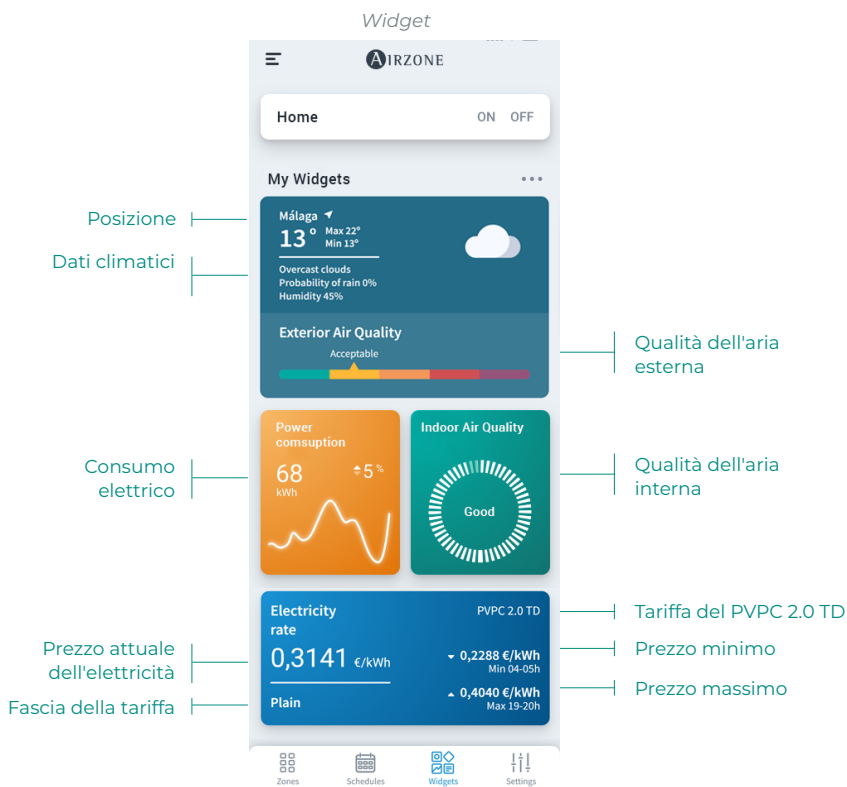 Widget
AIRZONE
Home ON OFF
My Widgets
Posizione
Málaga
13° Max 22°
Min 13°
Dati climatici
Overcast clouds
Probability of rain 0%
Humidity 45%
Exterior Air Quality
Acceptable
Qualità dell'aria
esterna
Power
comsuption
68
kWh
5 %
Consumo
elettrico
Indoor Air Quality
Good
Qualità dell'aria
interna
Electricity
rate
PVPC 2.0 TD
Tariffa del PVPC 2.0 TD
Prezzo attuale
dell'elettricità
0,3141 €/kWh
0,2288 €/kWh
Min 04-05h
Prezzo minimo
Fascia della tariffa
Plain
0,4040 €/kWh
Max 19-20h
Prezzo massimo
Zones Schedules Widgets Settings